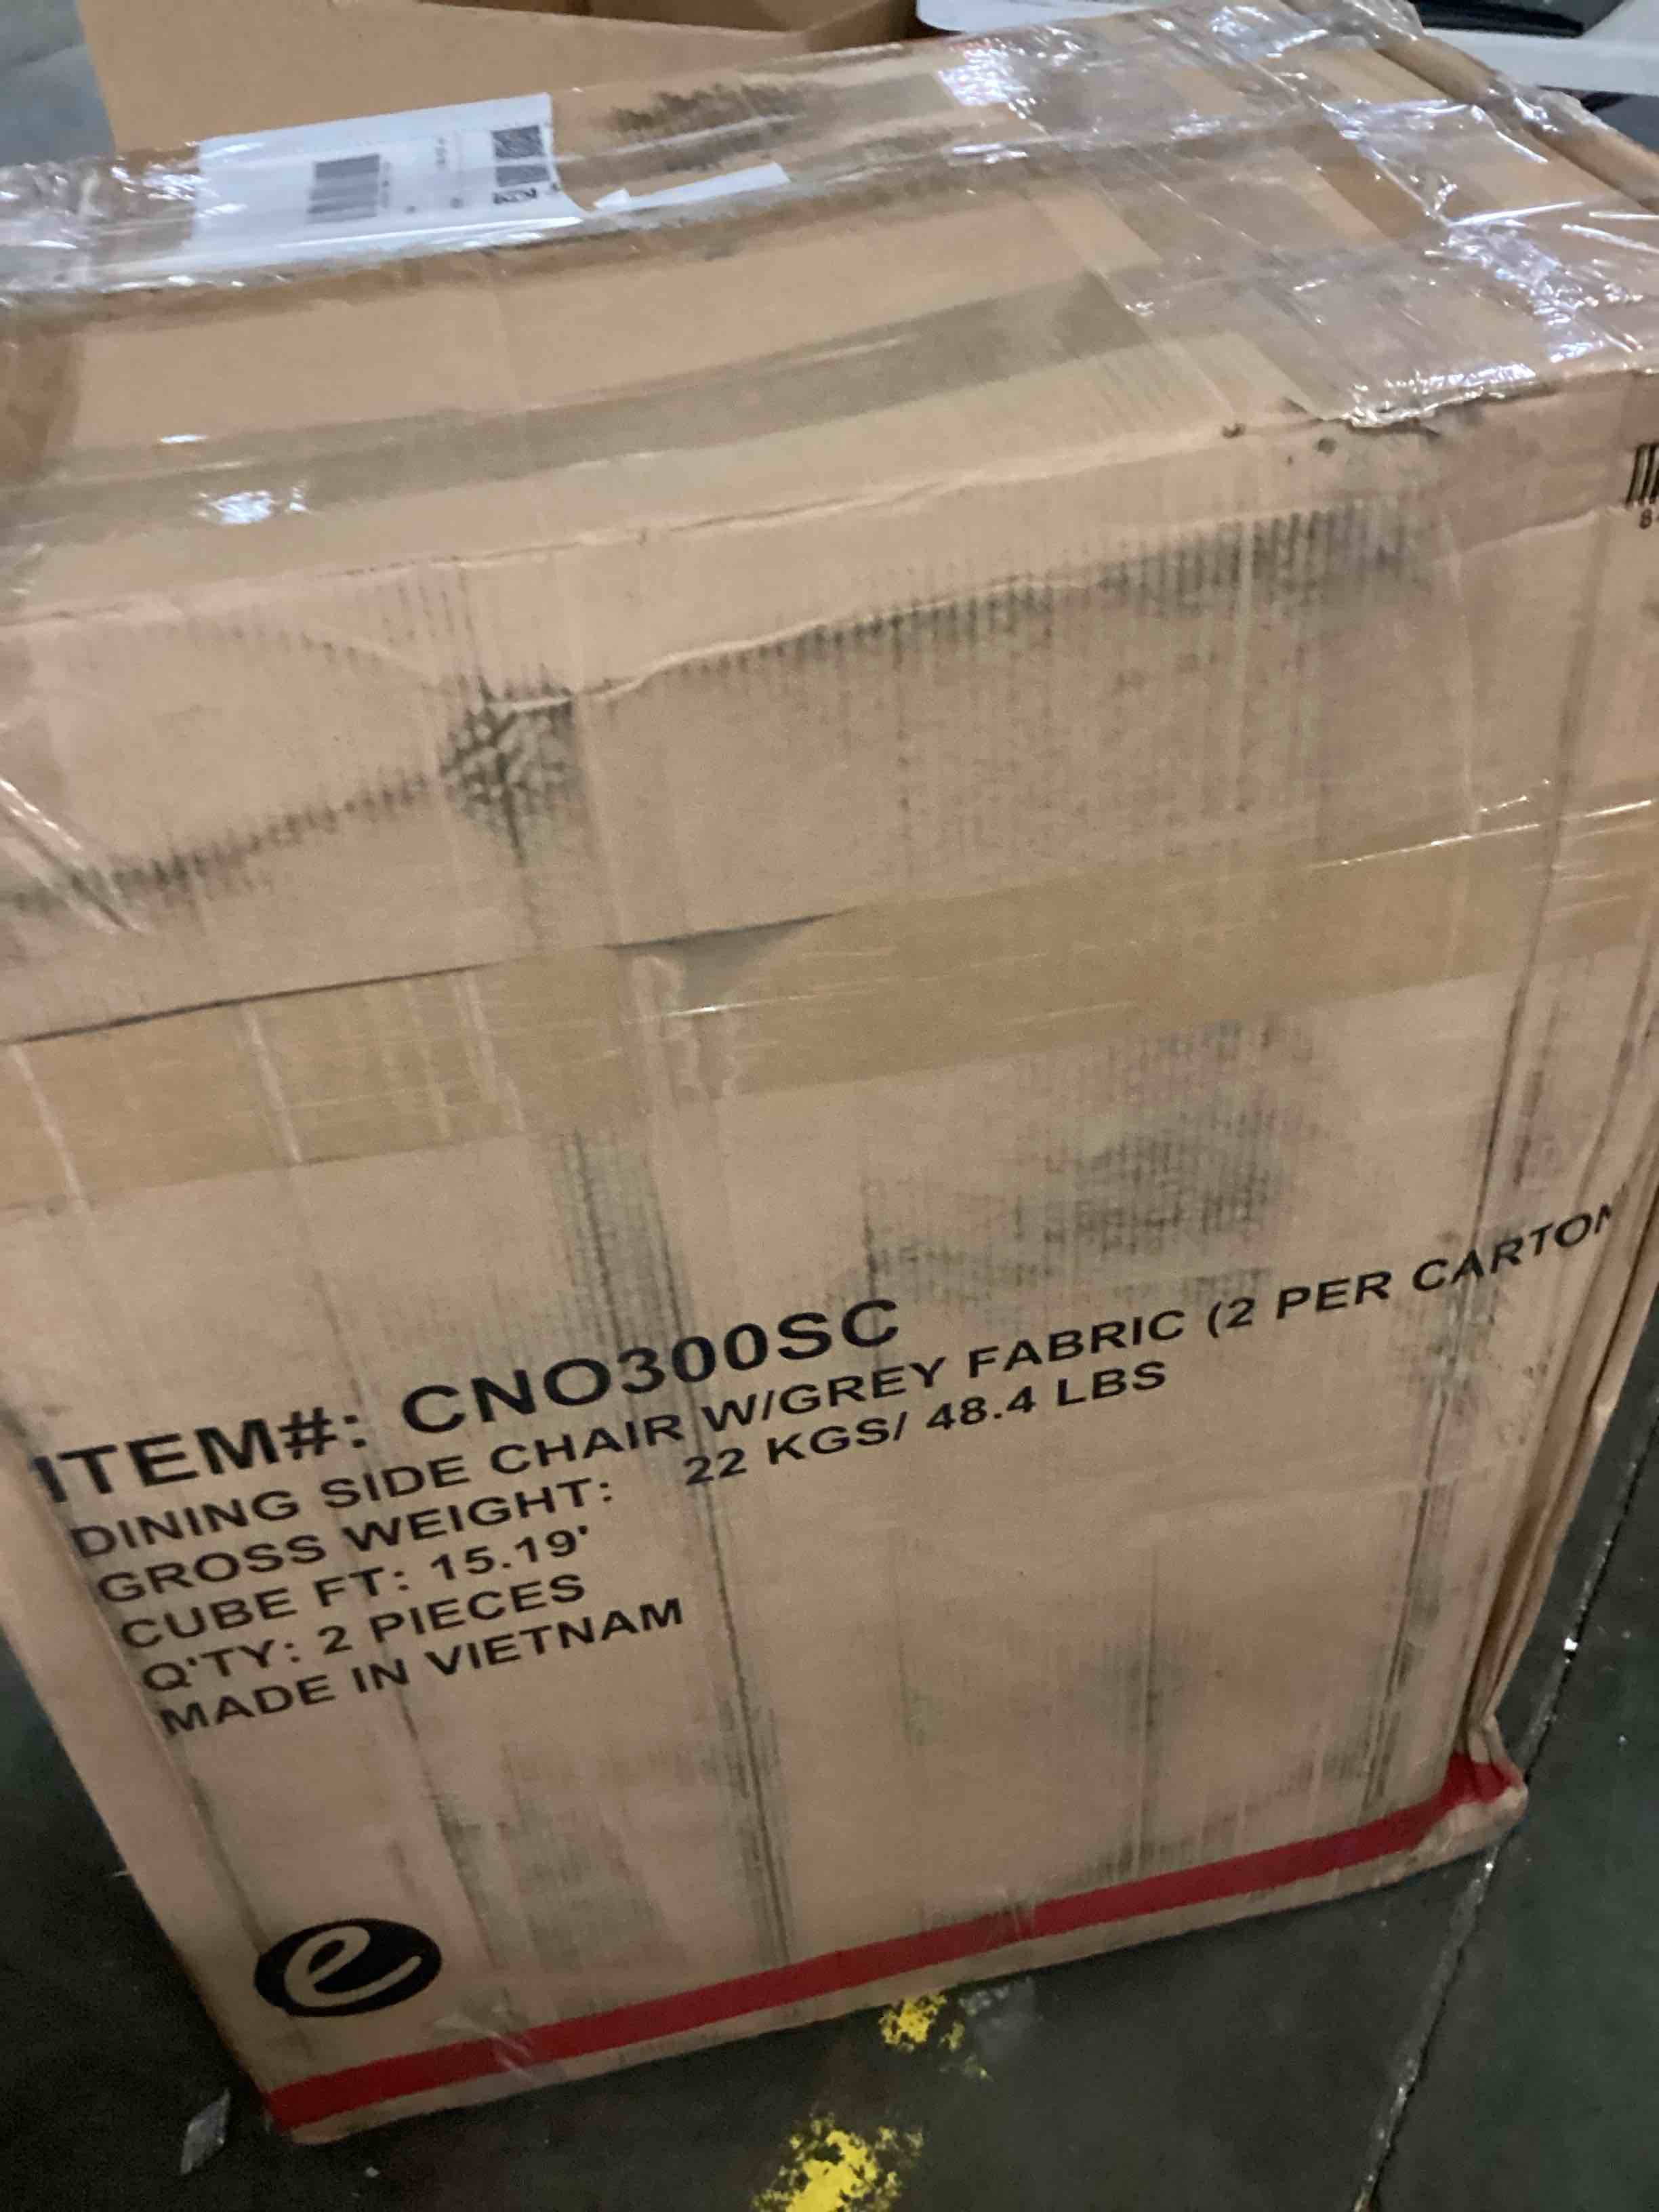 ITEM#: CNO300SC
DINING SIDE CHAIR W/GREY FABRIC (2 PER CARTON
GROSS WEIGHT: 22 KGS/ 48.4 LBS
CUBE FT: 15.19'
Q'TY: 2 PIECES
MADE IN VIETNAM
e